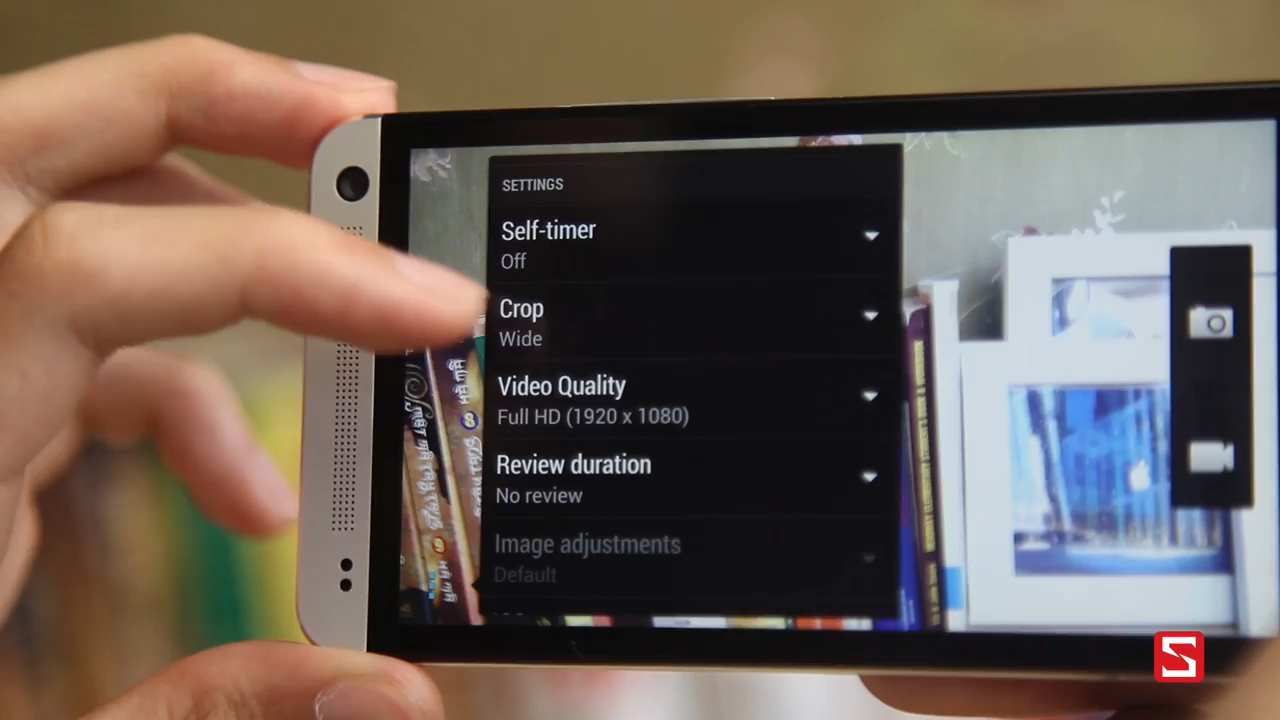 SETTINGS
Self-timer
Off
Crop
Wide
Video Quality
Full HD (1920 x 1080)
Review duration
No review
Image adjustments
Default